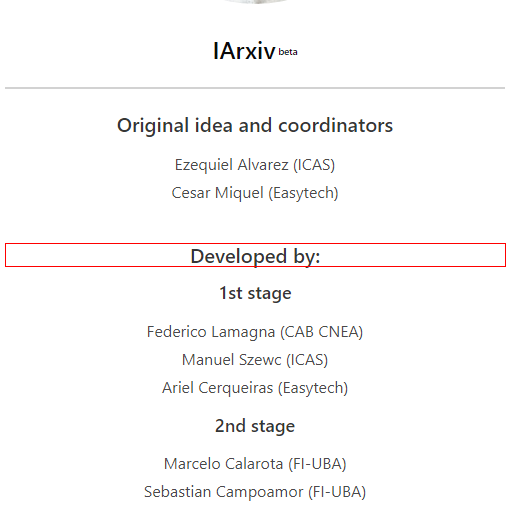 IArxiv beta
Original idea and coordinators
Ezequiel Alvarez (ICAS)
Cesar Miquel (Easytech)
Developed by:
1st stage
Federico Lamagna (CAB CNEA)
Manuel Szewc (ICAS)
Ariel Cerqueiras (Easytech)
2nd stage
Marcelo Calarota (FI-UBA)
Sebastian Campoamor (FI-UBA)